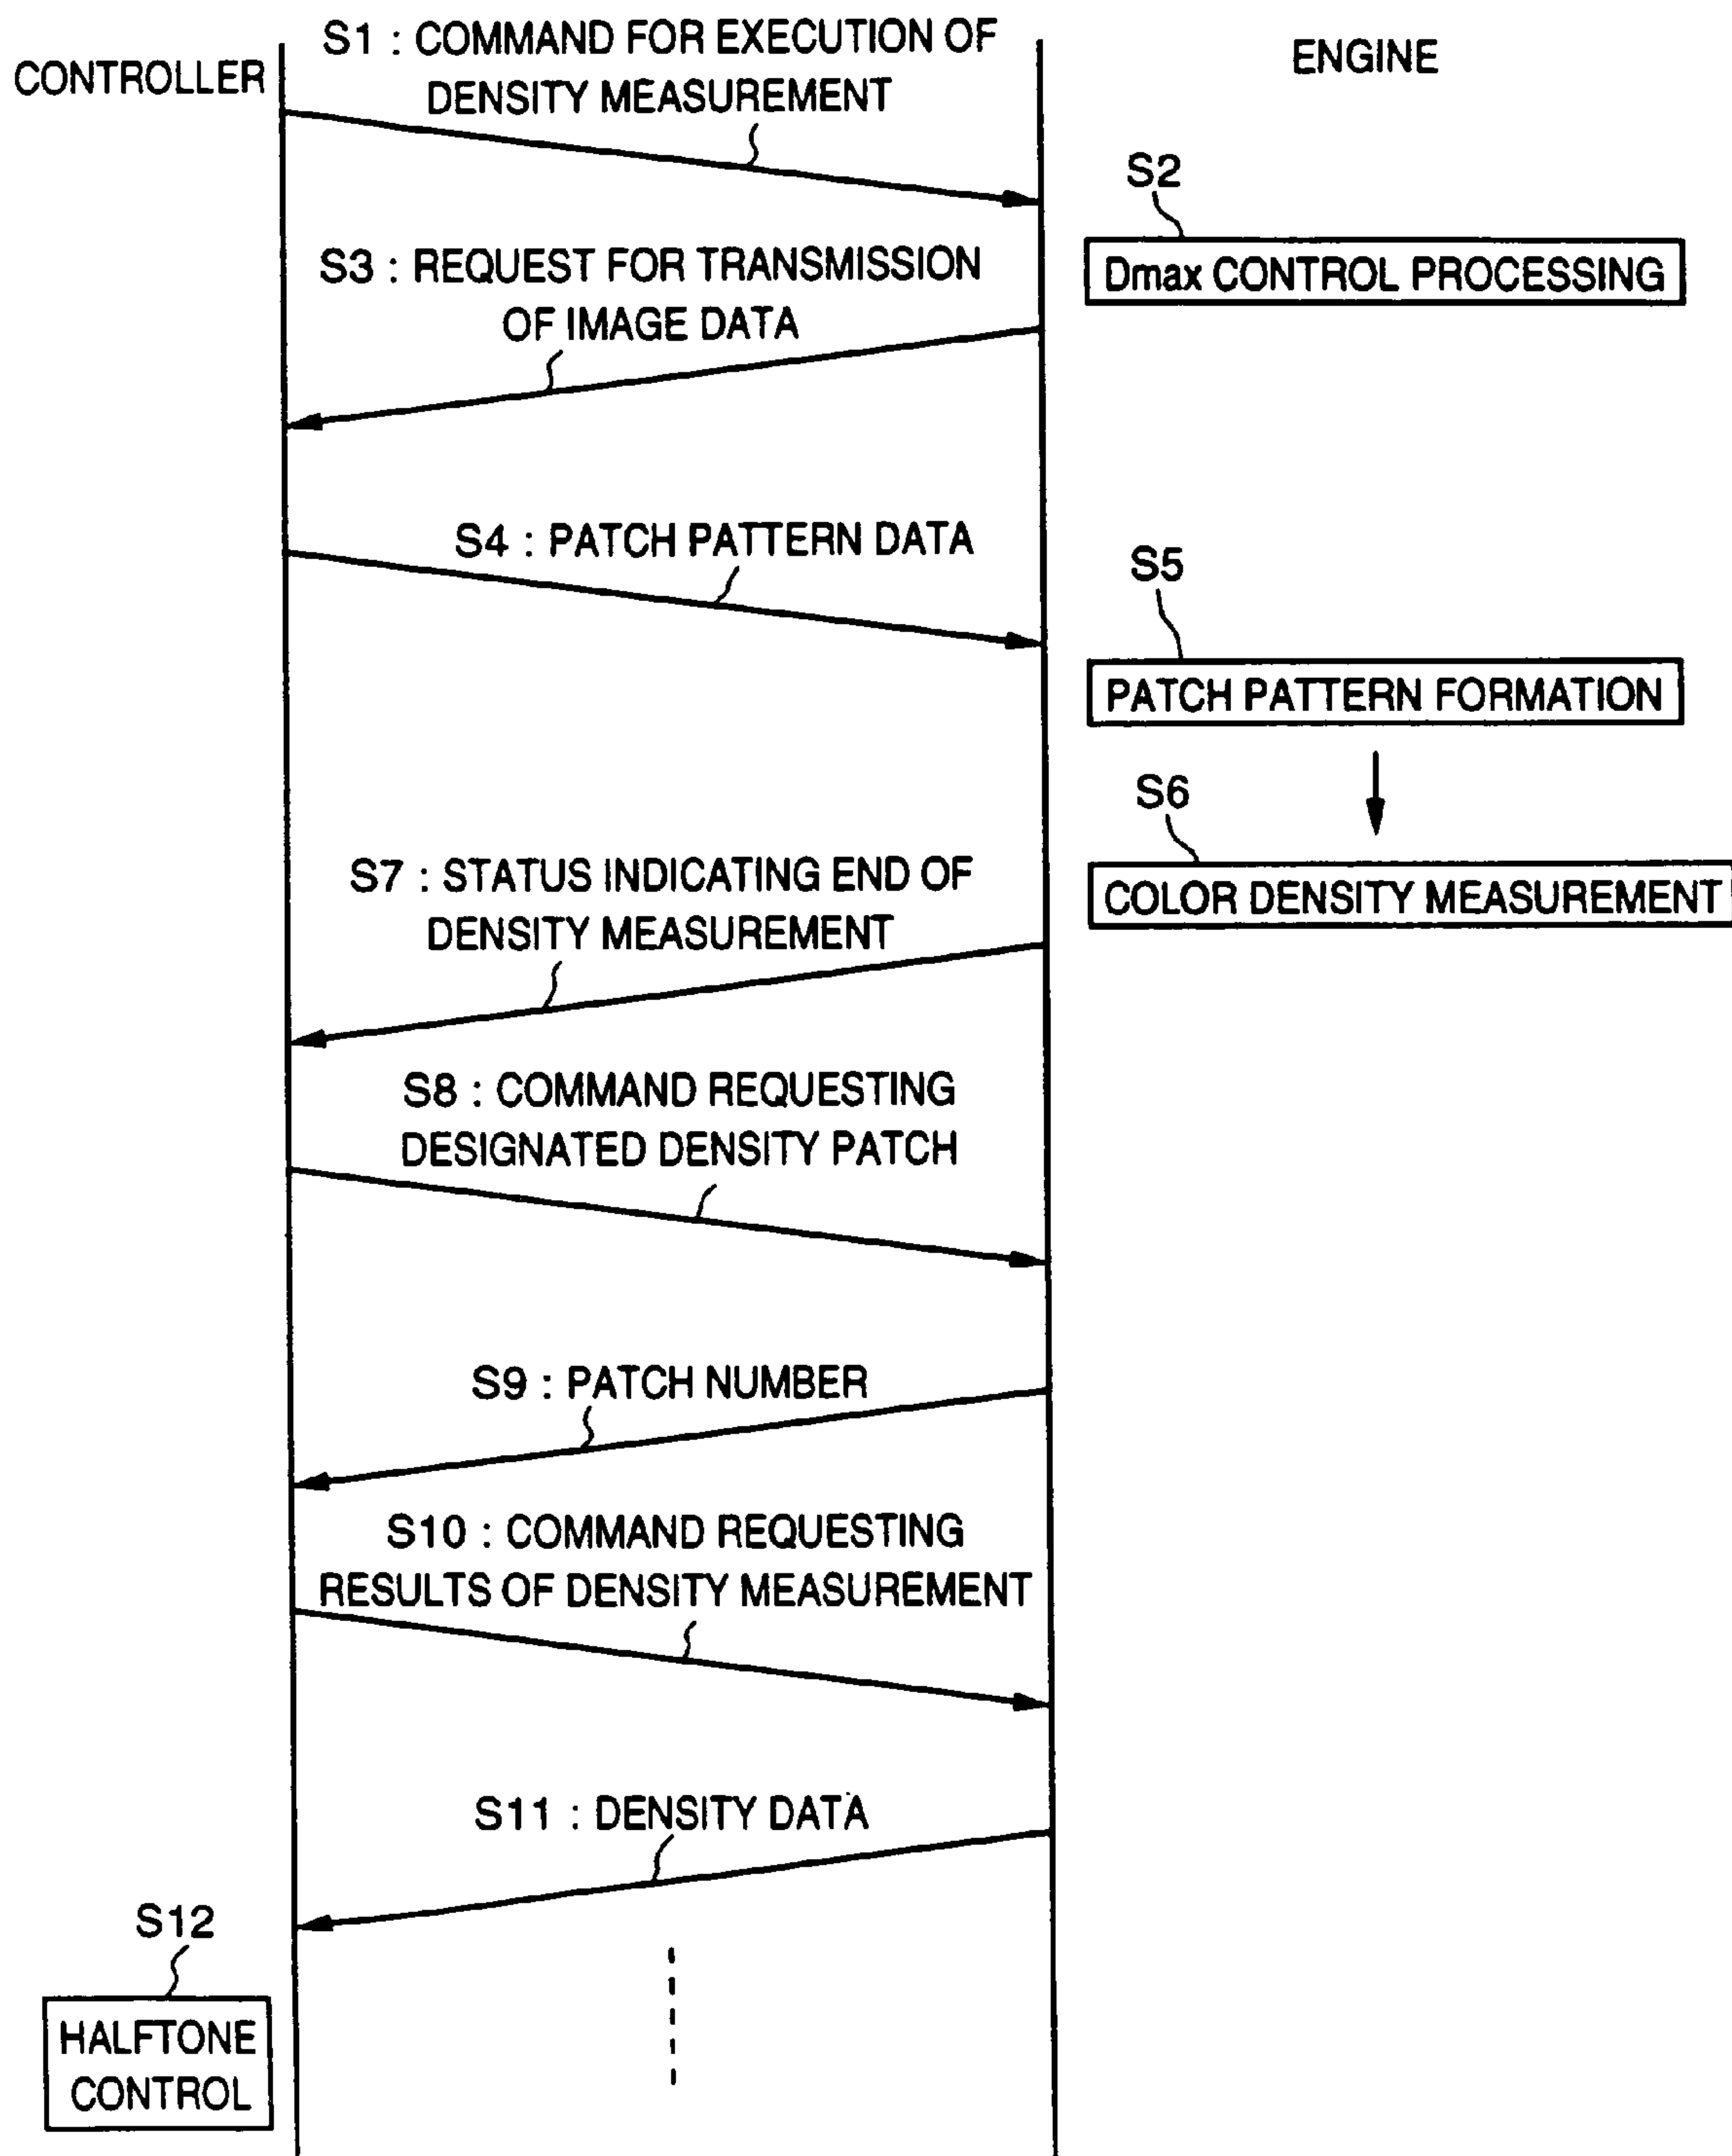 CONTROLLER
S1 : COMMAND FOR EXECUTION OF
DENSITY MEASUREMENT
ENGINE
S2
Dmax CONTROL PROCESSING
S3 : REQUEST FOR TRANSMISSION
OF IMAGE DATA
S4 : PATCH PATTERN DATA
S5
PATCH PATTERN FORMATION
S6
COLOR DENSITY MEASUREMENT
S7 : STATUS INDICATING END OF
DENSITY MEASUREMENT
S8 : COMMAND REQUESTING
DESIGNATED DENSITY PATCH
S9 : PATCH NUMBER
S10 : COMMAND REQUESTING
RESULTS OF DENSITY MEASUREMENT
S11 : DENSITY DATA
S12
HALFTONE
CONTROL